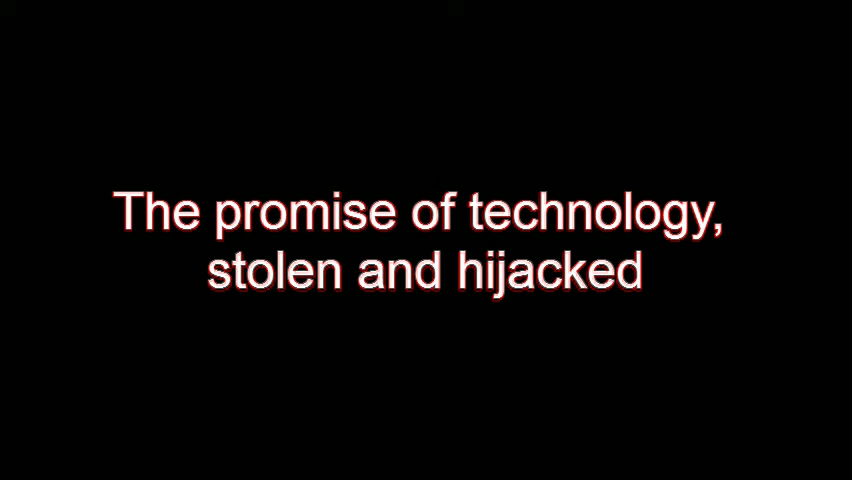 The promise of technology,
stolen and hijacked